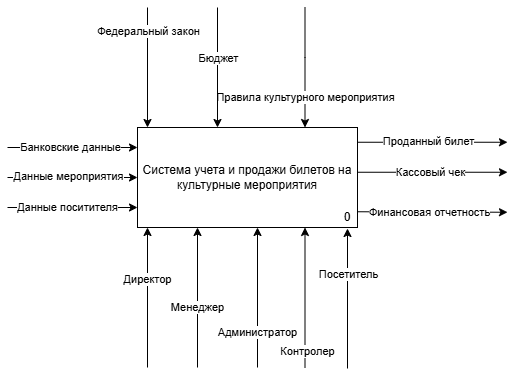 Федеральный закон
Бюджет
Правила культурного мероприятия
Банковские данные
Данные мероприятия
Данные поситителя
Система учета и продажи билетов на
культурные мероприятия
0
Проданный билет
Кассовый чек
Финансовая отчетность
Директор
Менеджер
Администратор
Контролер
Посетитель